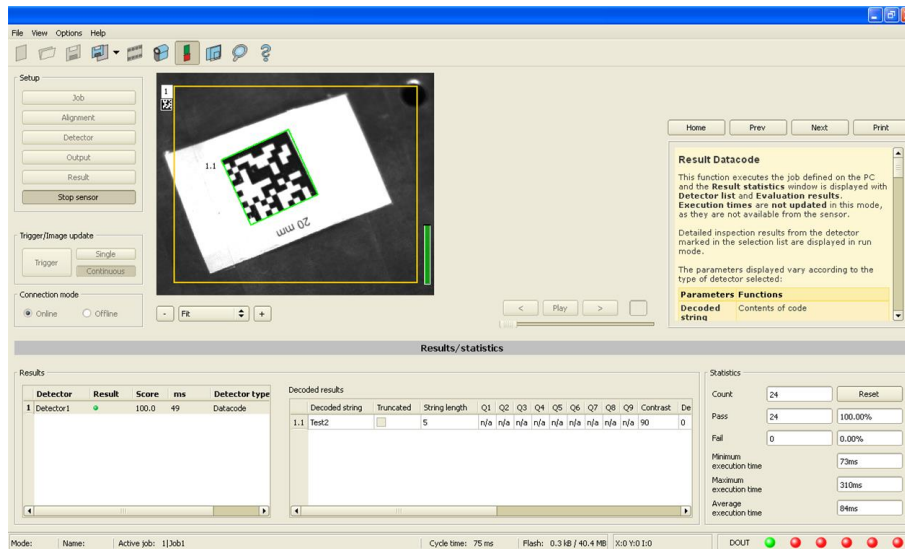 File View Options Help
Setup
Job
Alignment
Detector
Output
Result
Stop sensor
Trigger/Image update
Trigger
Single
Continuous
Connection mode
Online Offline
1
1.1
20 mm
- Fit +
< Play >
Home Prev Next Print
Result Datacode
This function executes the job defined on the PC
and the Result statistics window is displayed with
Detector list and Evaluation results.
Execution times are not updated in this mode,
as they are not available from the sensor.
Detailed inspection results from the detector
marked in the selection list are displayed in run
mode.
The parameters displayed vary according to the
type of detector selected:
Parameters Functions
Decoded Contents of code
string
Results/statistics
Results
Detector Result Score ms Detector type
1 Detector1 100.0 49 Datacode
Decoded results
Decoded string Truncated String length Q1 Q2 Q3 Q4 Q5 Q6 Q7 Q8 Q9 Contrast De
1.1 Test2 5 n/a n/a n/a n/a n/a n/a n/a n/a n/a 90 0
Statistics
Count 24 Reset
Pass 24 100.00%
Fail 0 0.00%
Minimum
execution time 73ms
Maximum
execution time 310ms
Average
execution time 84ms
Mode: Name: Active job: 1|Job1 Cycle time: 75 ms Flash: 0.3 kB / 40.4 MB X:0 Y:0 I:0 DOUT